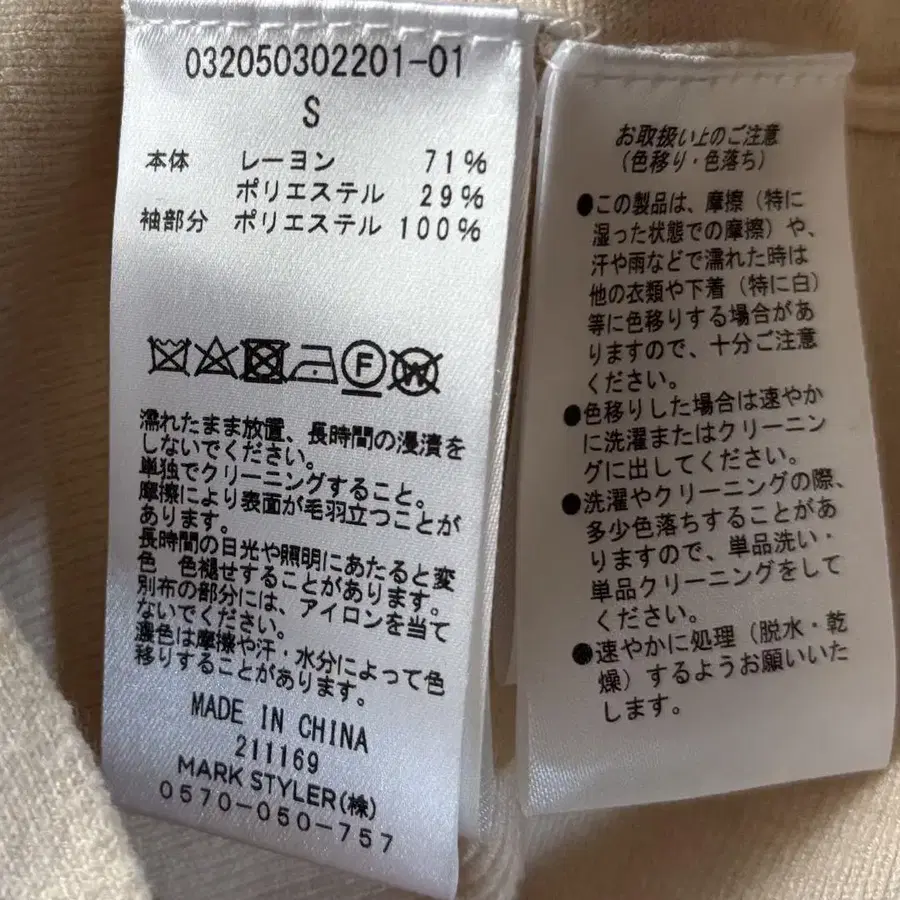 032050302201-01
S
本体 レーヨン 71%
ポリエステル 29%
袖部分 ポリエステル 100%
F
W
濡れたまま放置、長時間の浸漬を
しないでください。
単独でクリーニングすること。
摩擦により表面が毛羽立つことが
あります。
長時間の日光や照明にあたると変
色 色褪せすることがあります。
別布の部分には、アイロンを当て
ないでください。
濃色は摩擦や汗・水分によって色
移りすることがあります。
MADE IN CHINA
211169
MARK STYLER(株)
0570-050-757
お取扱い上のご注意
(色移り・色落ち)
●この製品は、摩擦(特に
湿った状態での摩擦)や、
汗や雨などで濡れた時は
他の衣類や下着(特に白)
等に色移りする場合があ
りますので、十分ご注意
ください。
●色移りした場合は速やか
に洗濯またはクリーニン
グに出してください。
●洗濯やクリーニングの際、
多少色落ちすることがあ
りますので、単品洗い・
単品クリーニングをして
ください。
●速やかに処理(脱水・乾
燥)するようお願いいた
します。